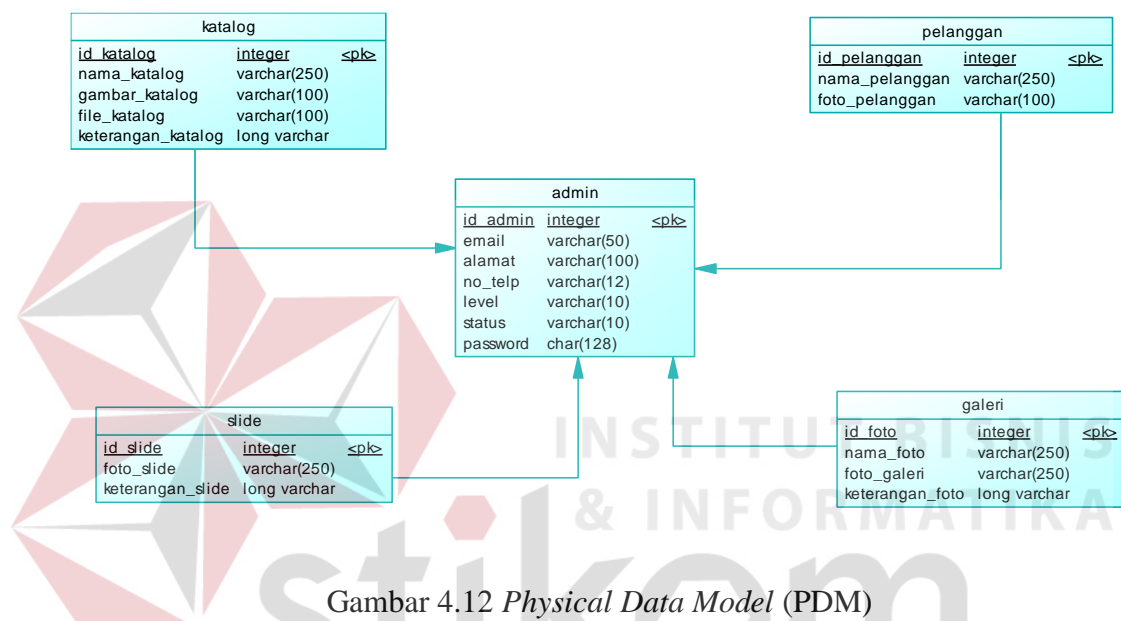 katalog
id_katalog integer <pk>
nama_katalog varchar(250)
gambar_katalog varchar(100)
file_katalog varchar(100)
keterangan_katalog long varchar
pelanggan
id_pelanggan integer <pk>
nama_pelanggan varchar(250)
foto_pelanggan varchar(100)
admin
id_admin integer <pk>
email varchar(50)
alamat varchar(100)
no_telp varchar(12)
level varchar(10)
status varchar(10)
password char(128)
slide
id_slide integer <pk>
foto_slide varchar(250)
keterangan_slide long varchar
galeri
id_foto integer <pk>
nama_foto varchar(250)
foto_galeri varchar(250)
keterangan_foto long varchar
INSTITUT BISNIS
& INFORMATIKA
stikom
Gambar 4.12 Physical Data Model (PDM)